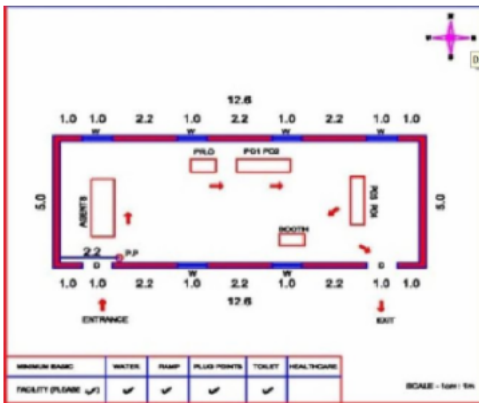 12.6
1.0 1.0 2.2 1.0 2.2 1.0 2.2 1.0 1.0
W W W W
PRLO PO1 PO2
5.0 AGENTS PO3 PO4 5.0
BOOTH
2.2 P.P
D W W D
1.0 1.0 2.2 1.0 2.2 1.0 2.2 1.0 1.0
12.6
ENTRANCE EXIT
MINIMUM BASIC WATER RAMP PLUG POINTS TOILET HEALTHCARE
FACILITY (PLEASE ✓) ✓ ✓ ✓ ✓
SCALE - 1cm : 1m